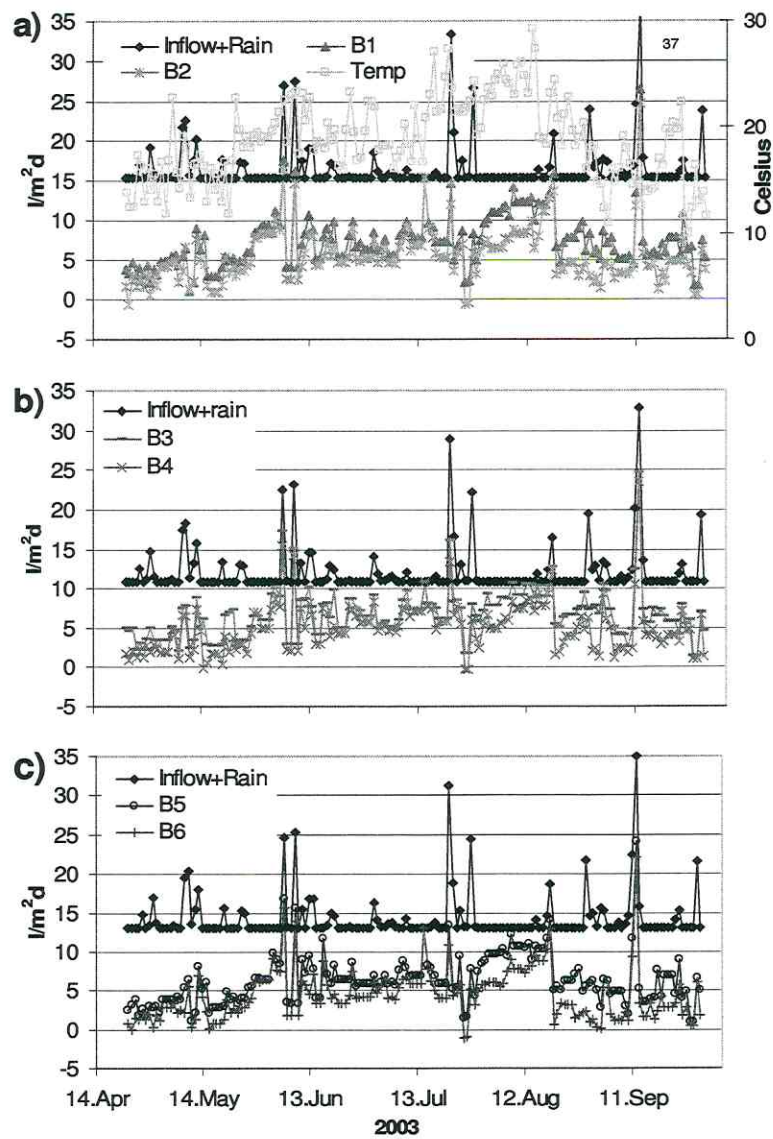 a)
35
30
25
20
15
10
5
0
-5
l/m²d
Inflow+Rain
B1
B2
Temp
37
30
20
10
0
Celsius
b)
35
30
25
20
15
10
5
0
-5
l/m²d
Inflow+rain
B3
B4
c)
35
30
25
20
15
10
5
0
-5
l/m²d
Inflow+Rain
B5
B6
14.Apr 14.May 13.Jun 13.Jul 12.Aug 11.Sep
2003